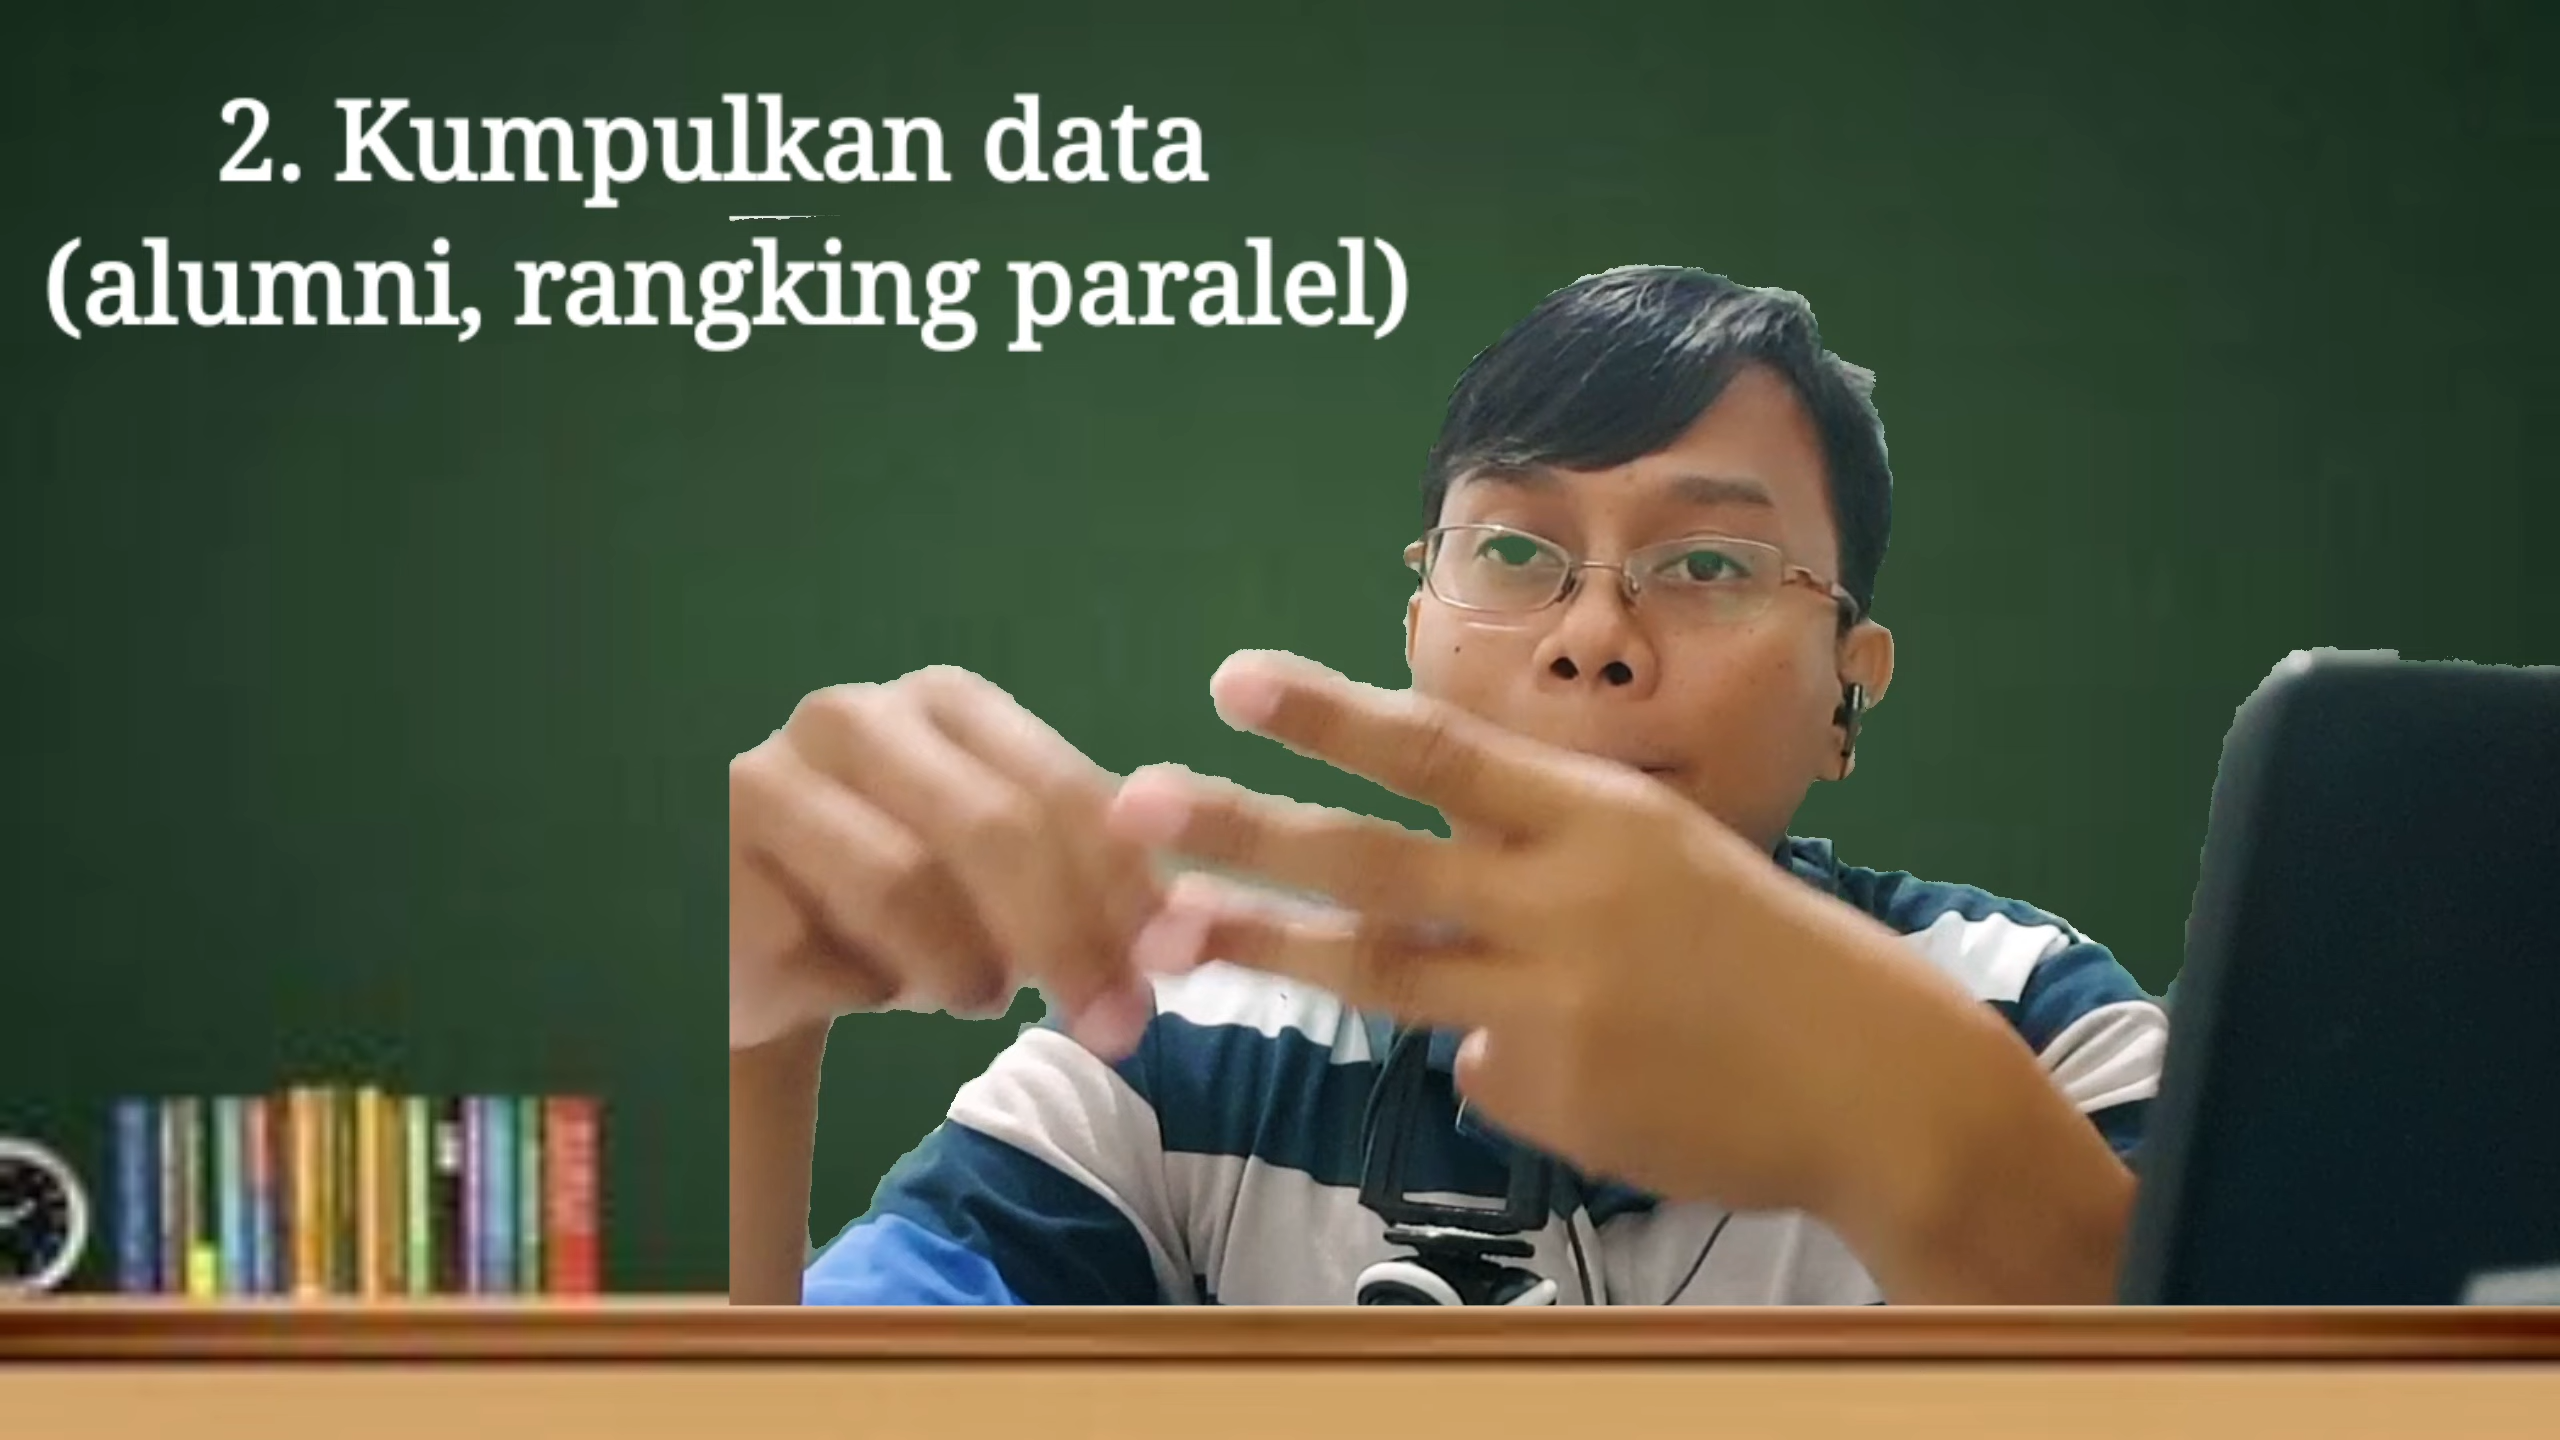 2. Kumpulkan data
(alumni, rangking paralel)